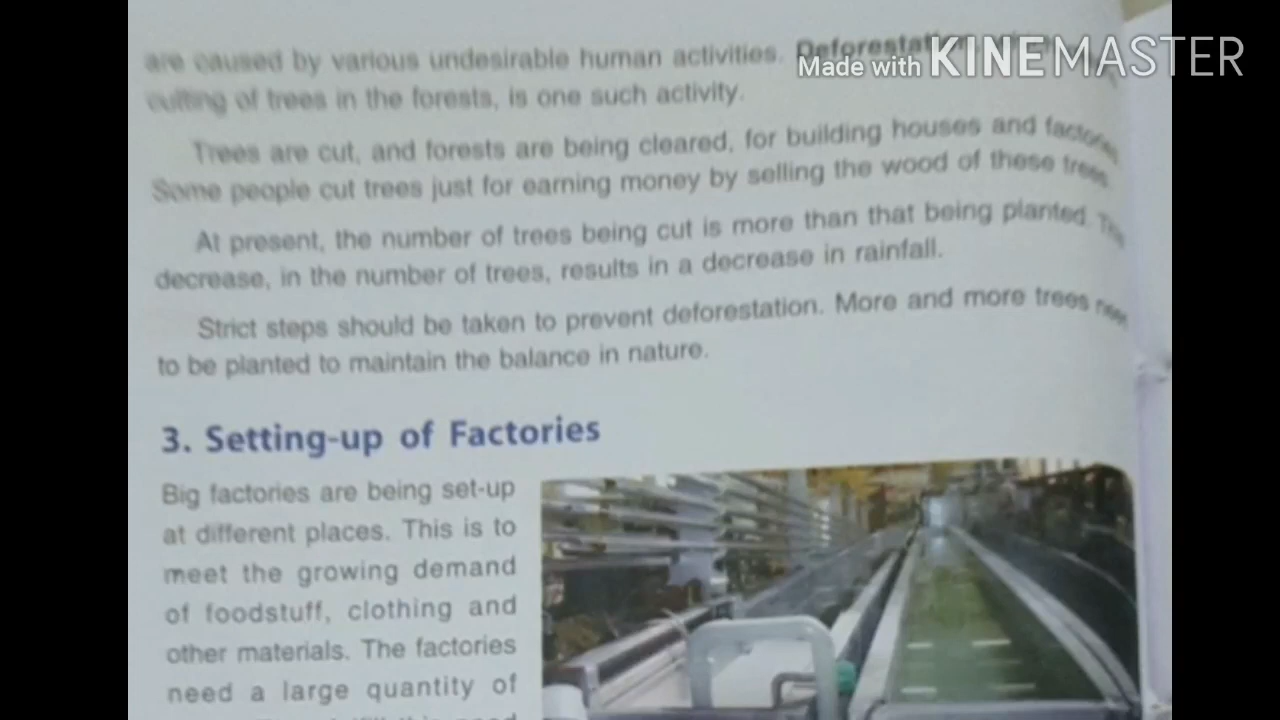 Made with KINEMASTER
are caused by various undesirable human activities.
cutting of trees in the forests, is one such activity.
Trees are cut, and forests are being cleared, for building houses and factories.
Some people cut trees just for earning money by selling the wood of these trees.
At present, the number of trees being cut is more than that being planted. This
decrease, in the number of trees, results in a decrease in rainfall.
Strict steps should be taken to prevent deforestation. More and more trees need
to be planted to maintain the balance in nature.
3. Setting-up of Factories
Big factories are being set-up
at different places. This is to
meet the growing demand
of foodstuff, clothing and
other materials. The factories
need a large quantity of